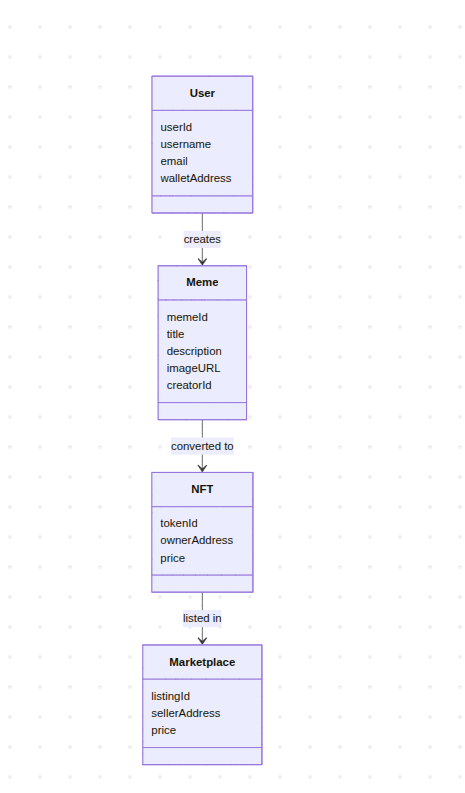 User
userId
username
email
walletAddress
creates
Meme
memeId
title
description
imageURL
creatorId
converted to
NFT
tokenId
ownerAddress
price
listed in
Marketplace
listingId
sellerAddress
price